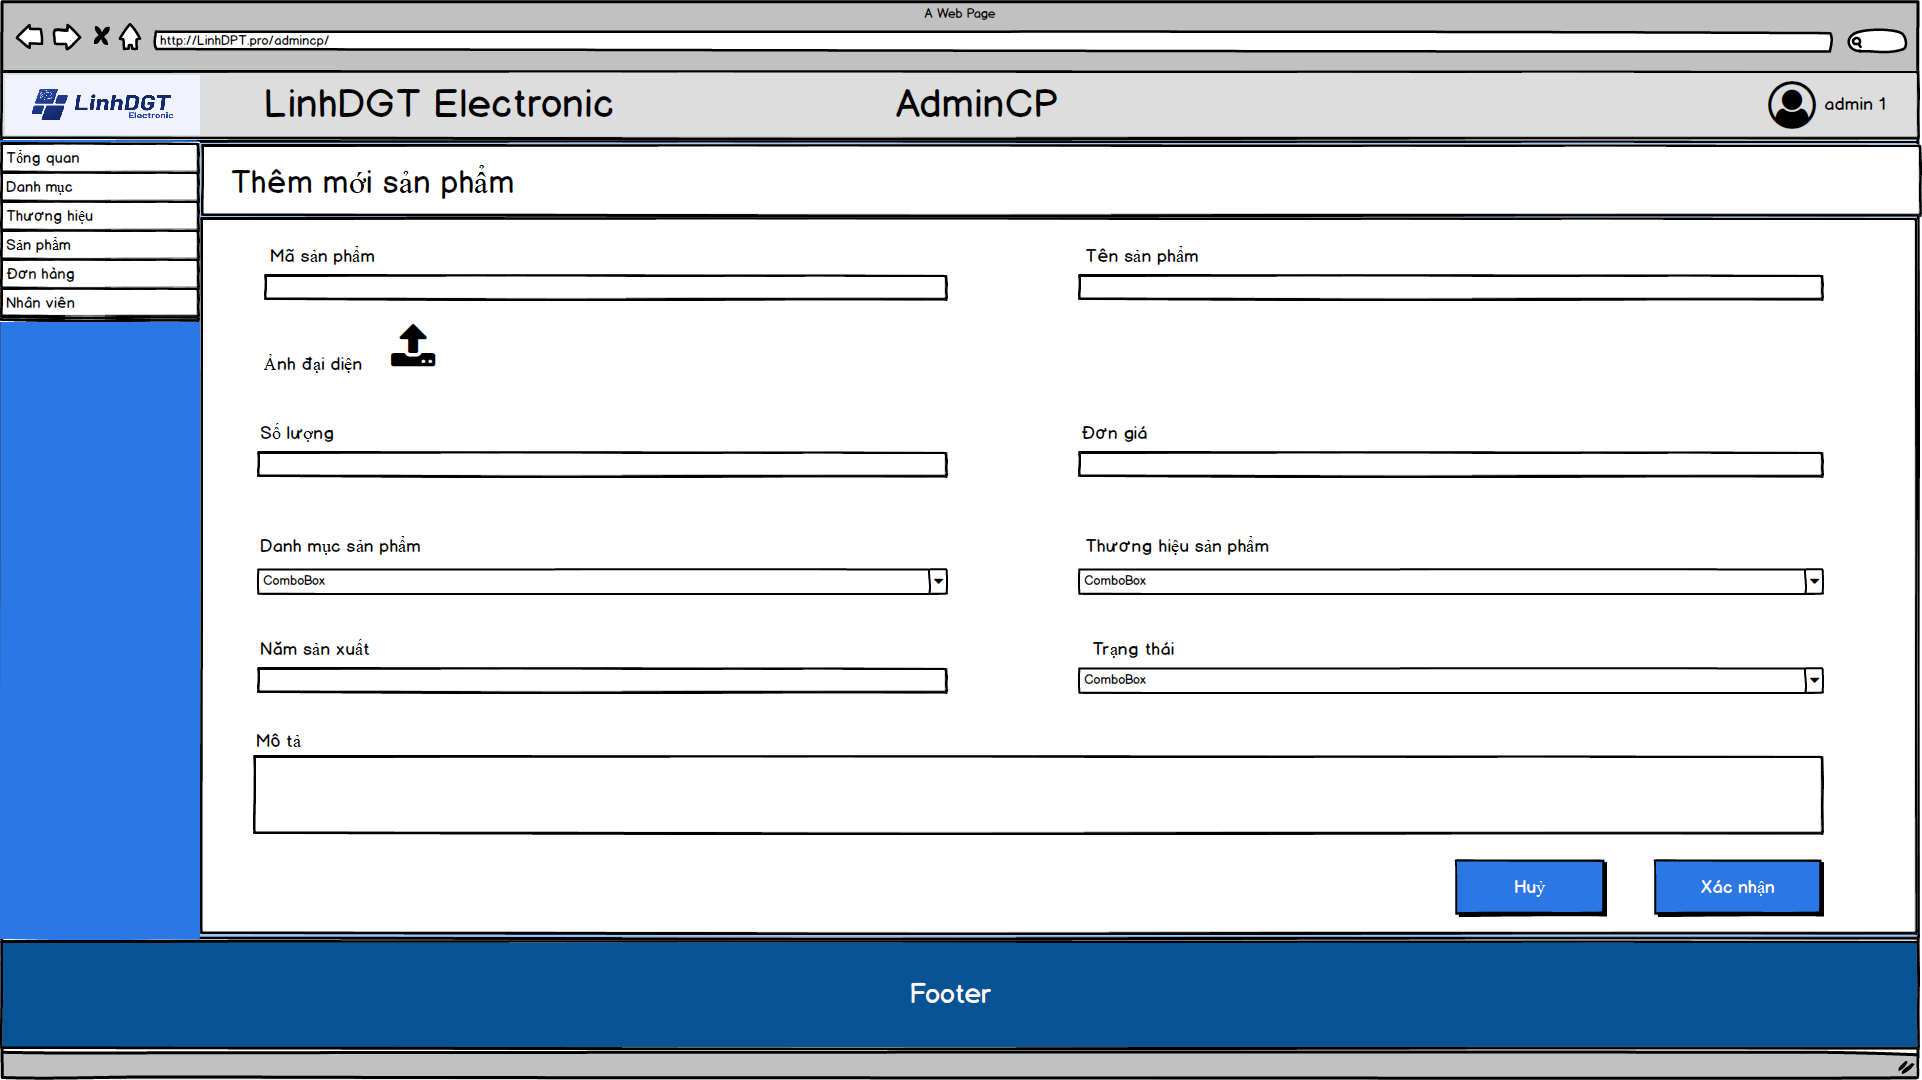 A Web Page
http://LinhDPT.pro/admincp/
LinhDGT
Electronic
LinhDGT Electronic
AdminCP
admin 1
Tổng quan
Danh mục
Thương hiệu
Sản phẩm
Đơn hàng
Nhân viên
Thêm mới sản phẩm
Mã sản phẩm
Tên sản phẩm
Ảnh đại diện
Số lượng
Đơn giá
Danh mục sản phẩm
Thương hiệu sản phẩm
ComboBox
ComboBox
Năm sản xuất
Trạng thái
ComboBox
Mô tả
Huỷ
Xác nhận
Footer